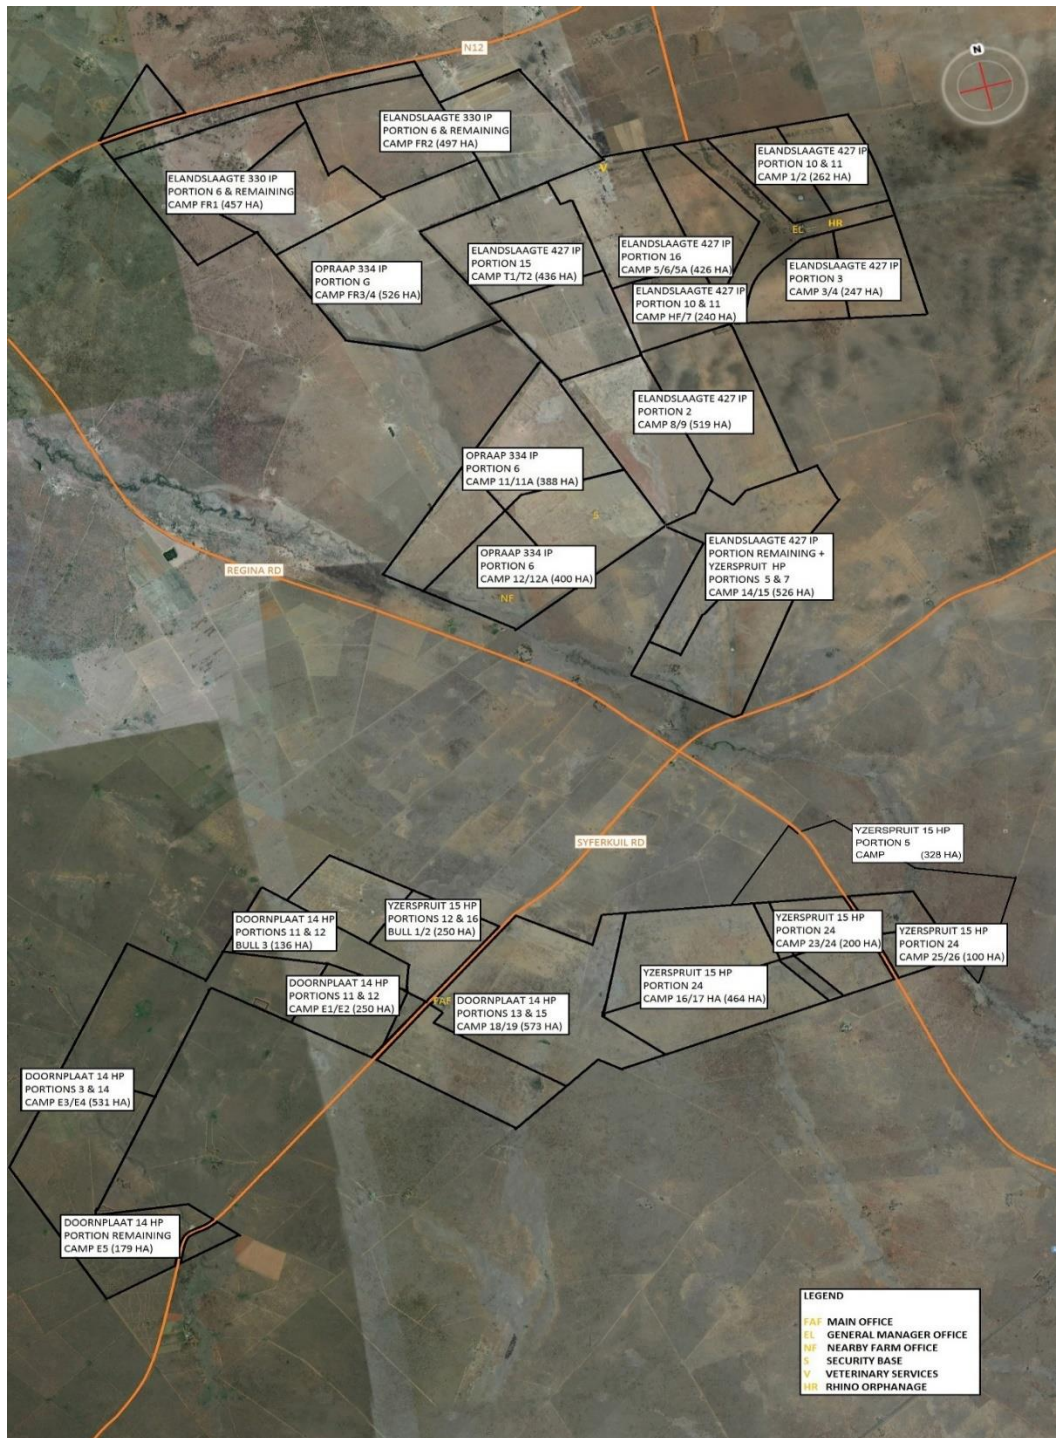 N12
N
ELANDSLAAGTE 330 IP
PORTION 6 & REMAINING
CAMP FR2 (497 HA)
ELANDSLAAGTE 427 IP
PORTION 10 & 11
CAMP 1/2 (262 HA)
V
ELANDSLAAGTE 330 IP
PORTION 6 & REMAINING
CAMP FR1 (457 HA)
EL
HR
ELANDSLAAGTE 427 IP
PORTION 15
CAMP T1/T2 (436 HA)
ELANDSLAAGTE 427 IP
PORTION 16
CAMP 5/6/5A (426 HA)
OPRAAP 334 IP
PORTION G
CAMP FR3/4 (526 HA)
ELANDSLAAGTE 427 IP
PORTION 3
CAMP 3/4 (247 HA)
ELANDSLAAGTE 427 IP
PORTION 10 & 11
CAMP HF/7 (240 HA)
ELANDSLAAGTE 427 IP
PORTION 2
CAMP 8/9 (519 HA)
OPRAAP 334 IP
PORTION 6
CAMP 11/11A (388 HA)
S
ELANDSLAAGTE 427 IP
PORTION REMAINING +
YZERSPRUIT HP
PORTIONS 5 & 7
CAMP 14/15 (526 HA)
OPRAAP 334 IP
PORTION 6
CAMP 12/12A (400 HA)
REGINA RD
NF
SYFERKUIL RD
YZERSPRUIT 15 HP
PORTION 5
CAMP (328 HA)
YZERSPRUIT 15 HP
PORTIONS 12 & 16
BULL 1/2 (250 HA)
DOORNPLAAT 14 HP
PORTIONS 11 & 12
BULL 3 (136 HA)
YZERSPRUIT 15 HP
PORTION 24
CAMP 23/24 (200 HA)
YZERSPRUIT 15 HP
PORTION 24
CAMP 25/26 (100 HA)
YZERSPRUIT 15 HP
PORTION 24
CAMP 16/17 HA (464 HA)
DOORNPLAAT 14 HP
PORTIONS 11 & 12
CAMP E1/E2 (250 HA)
FAF
DOORNPLAAT 14 HP
PORTIONS 13 & 15
CAMP 18/19 (573 HA)
DOORNPLAAT 14 HP
PORTIONS 3 & 14
CAMP E3/E4 (531 HA)
DOORNPLAAT 14 HP
PORTION REMAINING
CAMP E5 (179 HA)
LEGEND
FAF MAIN OFFICE
EL GENERAL MANAGER OFFICE
NF NEARBY FARM OFFICE
S SECURITY BASE
V VETERINARY SERVICES
HR RHINO ORPHANAGE